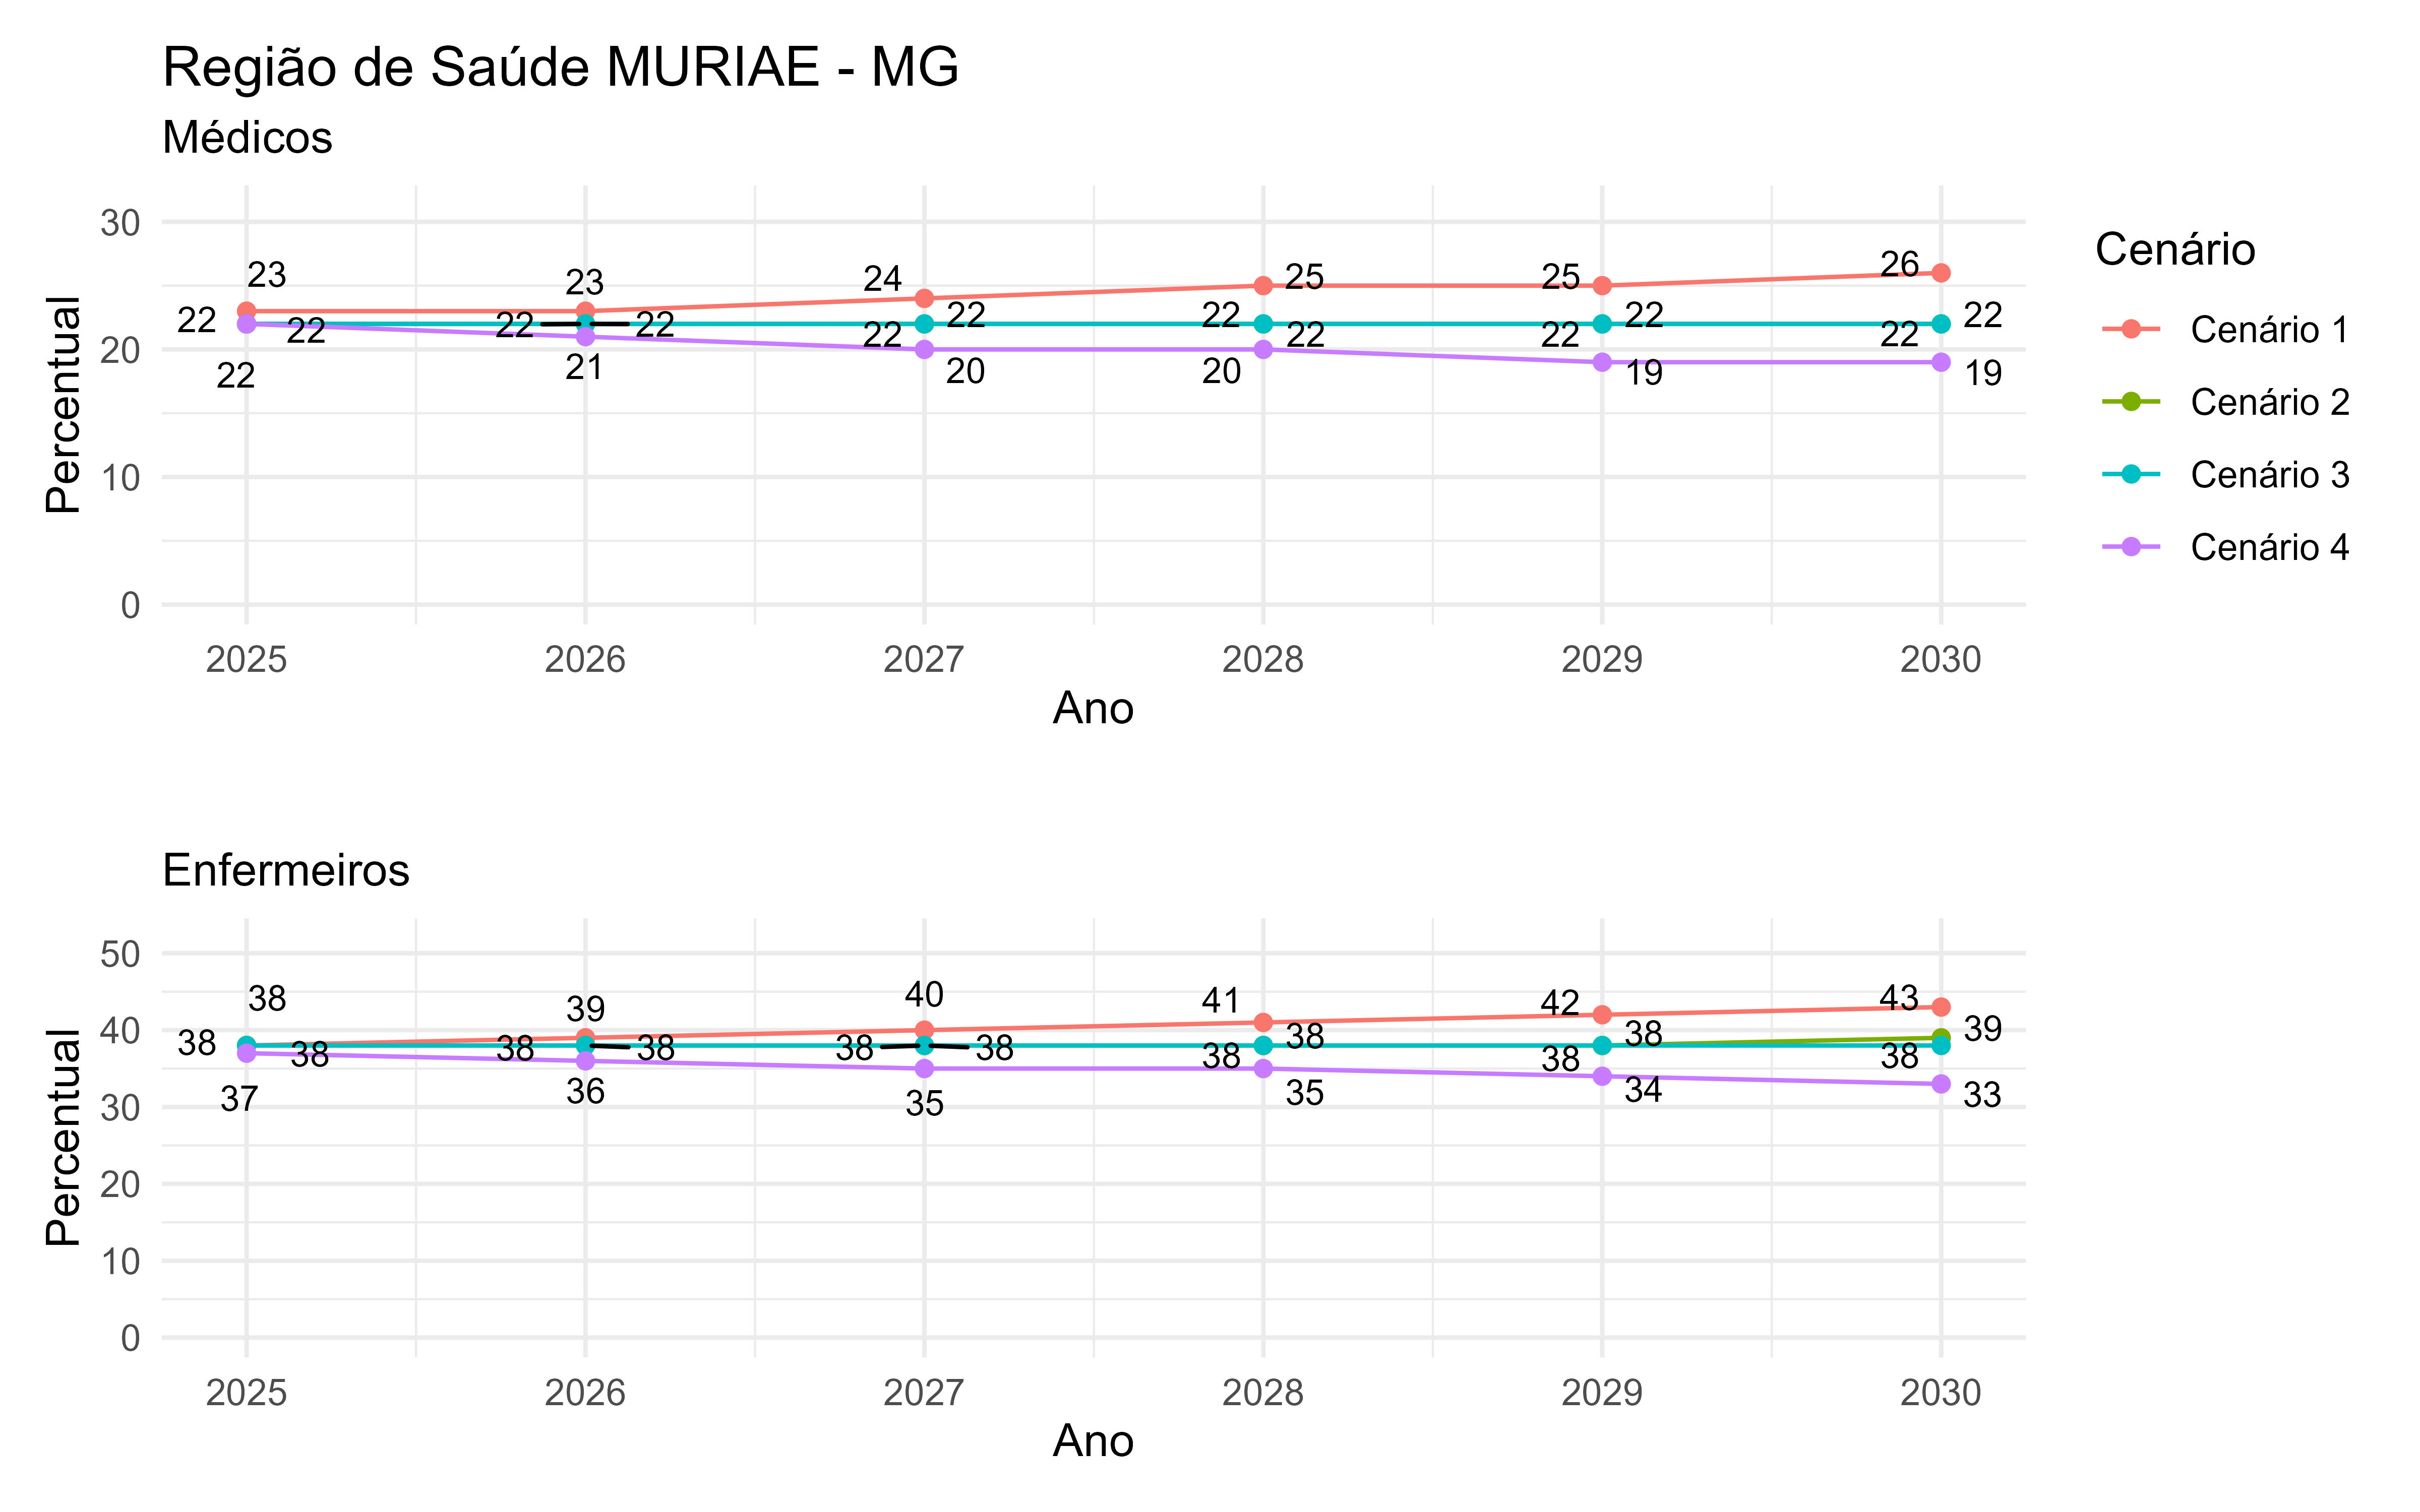 Região de Saúde MURIAE - MG
Médicos
Percentual
30
20
10
0
23 23 24 25 25 26
22 22 22 22 22 22 22 22 22 22 22 22
22 21 20 20 19 19
2025 2026 2027 2028 2029 2030
Ano
Cenário
Cenário 1
Cenário 2
Cenário 3
Cenário 4
Enfermeiros
Percentual
50
40
30
20
10
0
38 39 40 41 42 43
38 38 38 38 38 38 38 38 38 38 38 39
37 36 35 35 34 33
2025 2026 2027 2028 2029 2030
Ano